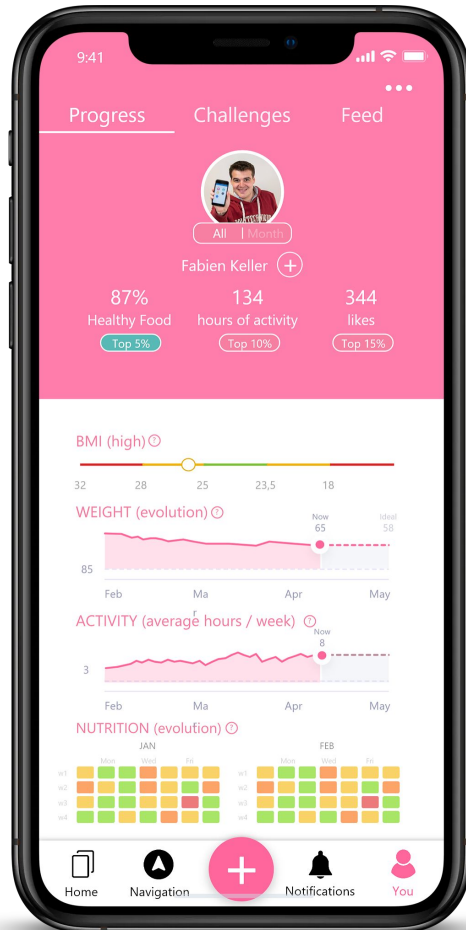 9:41
Progress Challenges Feed
All | Month
Fabien Keller +
87% 134 344
Healthy Food hours of activity likes
Top 5% Top 10% Top 15%
BMI (high) ?
32 28 25 23,5 18
WEIGHT (evolution) ?
Now Ideel
65 58
85
Feb Ma Apr May
r
ACTIVITY (average hours / week) ?
Now
8
3
Feb Ma Apr May
NUTRITION (evolution) ?
JAN FEB
Mon Wed Fri Mon Wed Fri
w1 w1
w2 w2
w3 w3
w4 w4
Home Navigation Notifications You